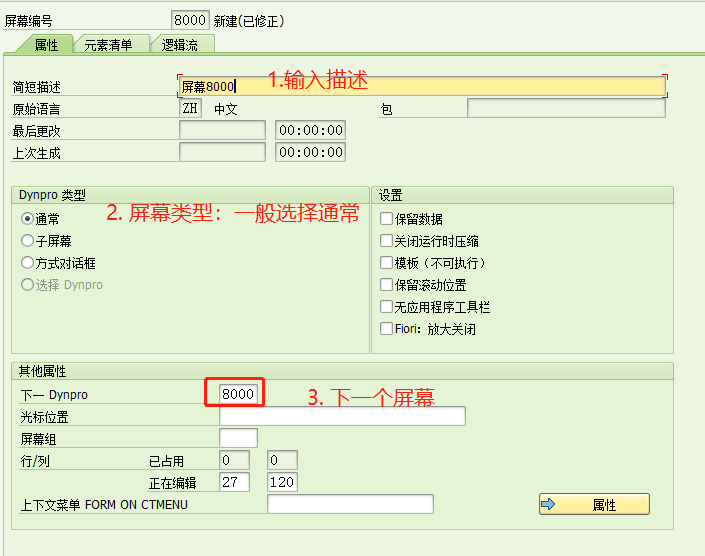 屏幕编号 8000 新建(已修正)
属性 元素清单 逻辑流
简短描述 屏幕8000 1.输入描述
原始语言 ZH 中文 包
最后更改 00:00:00
上次生成 00:00:00
Dynpro 类型 设置
通常 2. 屏幕类型：一般选择通常 保留数据
子屏幕 关闭运行时压缩
方式对话框 模板（不可执行）
选择 Dynpro 保留滚动位置
无应用程序工具栏
Fiori: 放大关闭
其他属性
下一 Dynpro 8000 3. 下一个屏幕
光标位置
屏幕组
行/列 已占用 0 0
正在编辑 27 120
上下文菜单 FORM ON CTMENU 属性